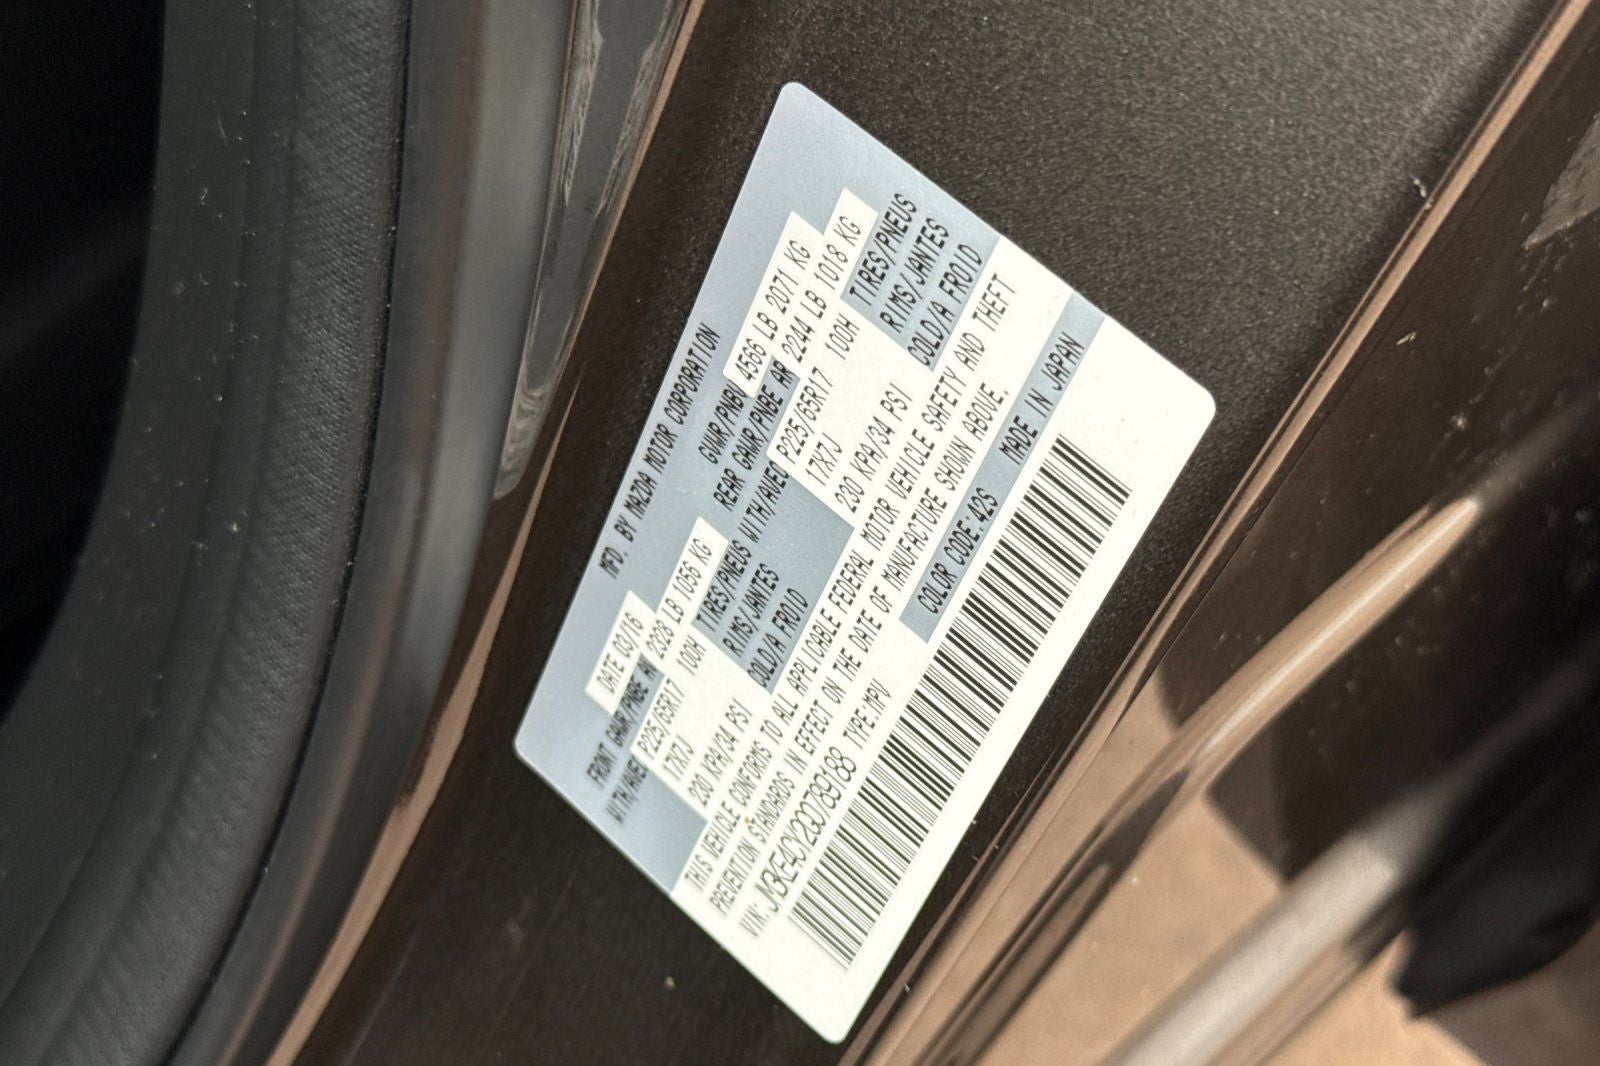 MFD. BY MAZDA MOTOR CORPORATION
DATE 03/16 GVWR/PNBV 4566 LB 2071 KG
FRONT GAWR/PNBE AV 2328 LB 1056 KG REAR GAWR/PNBE AR 2244 LB 1018 KG
WITH/AVEC P225/65R17 100H TIRES/PNEUS WITH/AVEC P225/65R17 100H TIRES/PNEUS
17X7J RIMS/JANTES 17X7J RIMS/JANTES
230 KPA/34 PSI COLD/A FROID 230 KPA/34 PSI COLD/A FROID
THIS VEHICLE CONFORMS TO ALL APPLICABLE FEDERAL MOTOR VEHICLE SAFETY AND THEFT
PREVENTION STANDARDS IN EFFECT ON THE DATE OF MANUFACTURE SHOWN ABOVE.
VIN: JM3KE4CY2G0789188 TYPE:MPV COLOR CODE:42S MADE IN JAPAN